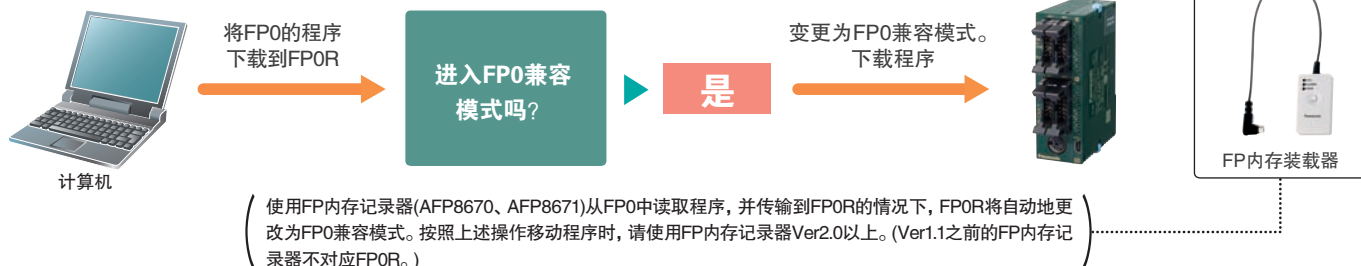 将FP0的程序
下载到FP0R
进入FP0兼容
模式吗?
是
变更为FP0兼容模式。
下载程序
计算机
FP内存装载器
使用FP内存记录器(AFP8670、AFP8671)从FP0中读取程序,并传输到FP0R的情况下,FP0R将自动地更
改为FP0兼容模式。按照上述操作移动程序时,请使用FP内存记录器Ver2.0以上。(Ver1.1之前的FP内存记
录器不对应FP0R。)